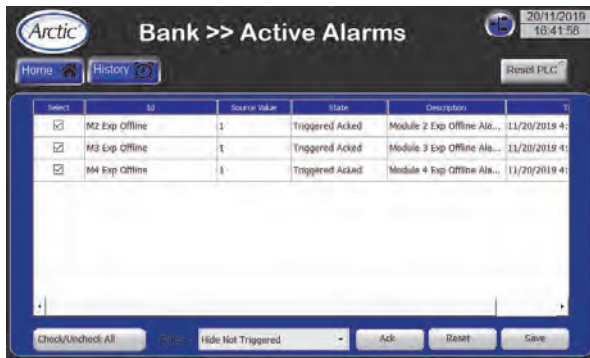 Arctic
Bank >> Active Alarms
20/11/2019
16:41:58
Home
History
Reset PLC
Select Id Source Value State Description T
M2 Exp Offline 1 Triggered Acked Module 2 Exp Offline Ala... 11/20/2019 4:
M3 Exp Offline 1 Triggered Acked Module 3 Exp Offline Ala... 11/20/2019 4:
M4 Exp Offline 1 Triggered Acked Module 4 Exp Offline Ala... 11/20/2019 4:
Check/Uncheck All Filter : Hide Not Triggered Ack Reset Save